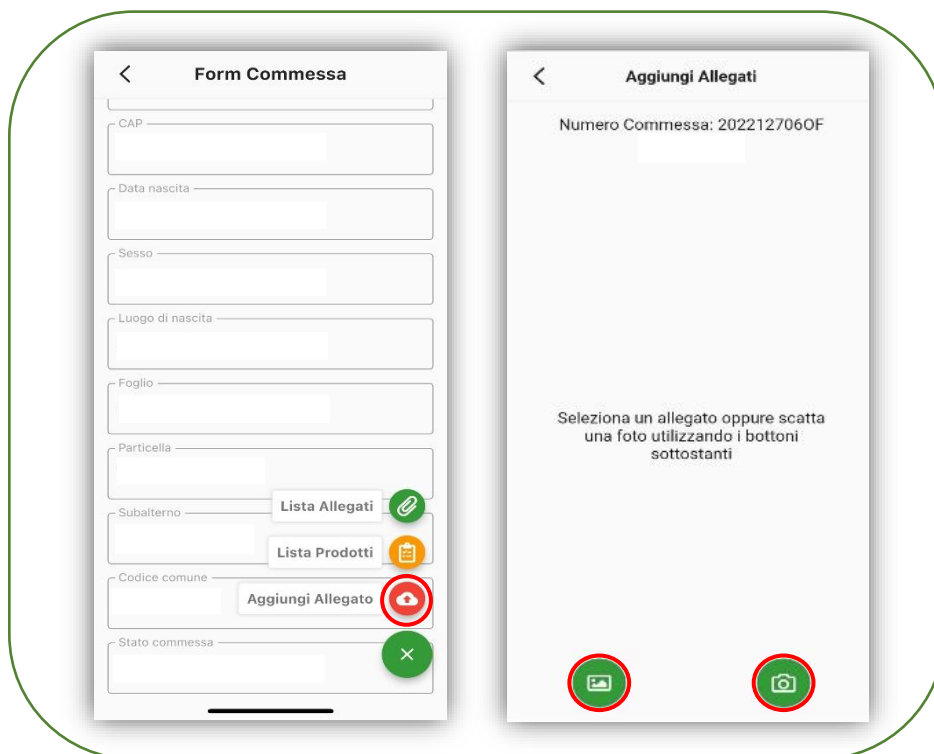 Form Commessa
CAP
Data nascita
Sesso
Luogo di nascita
Foglio
Particella
Lista Allegati
Subalterno
Lista Prodotti
Codice comune
Aggiungi Allegato
Stato commessa
Aggiungi Allegati
Numero Commessa: 202212706OF
Seleziona un allegato oppure scatta
una foto utilizzando i bottoni
sottostanti